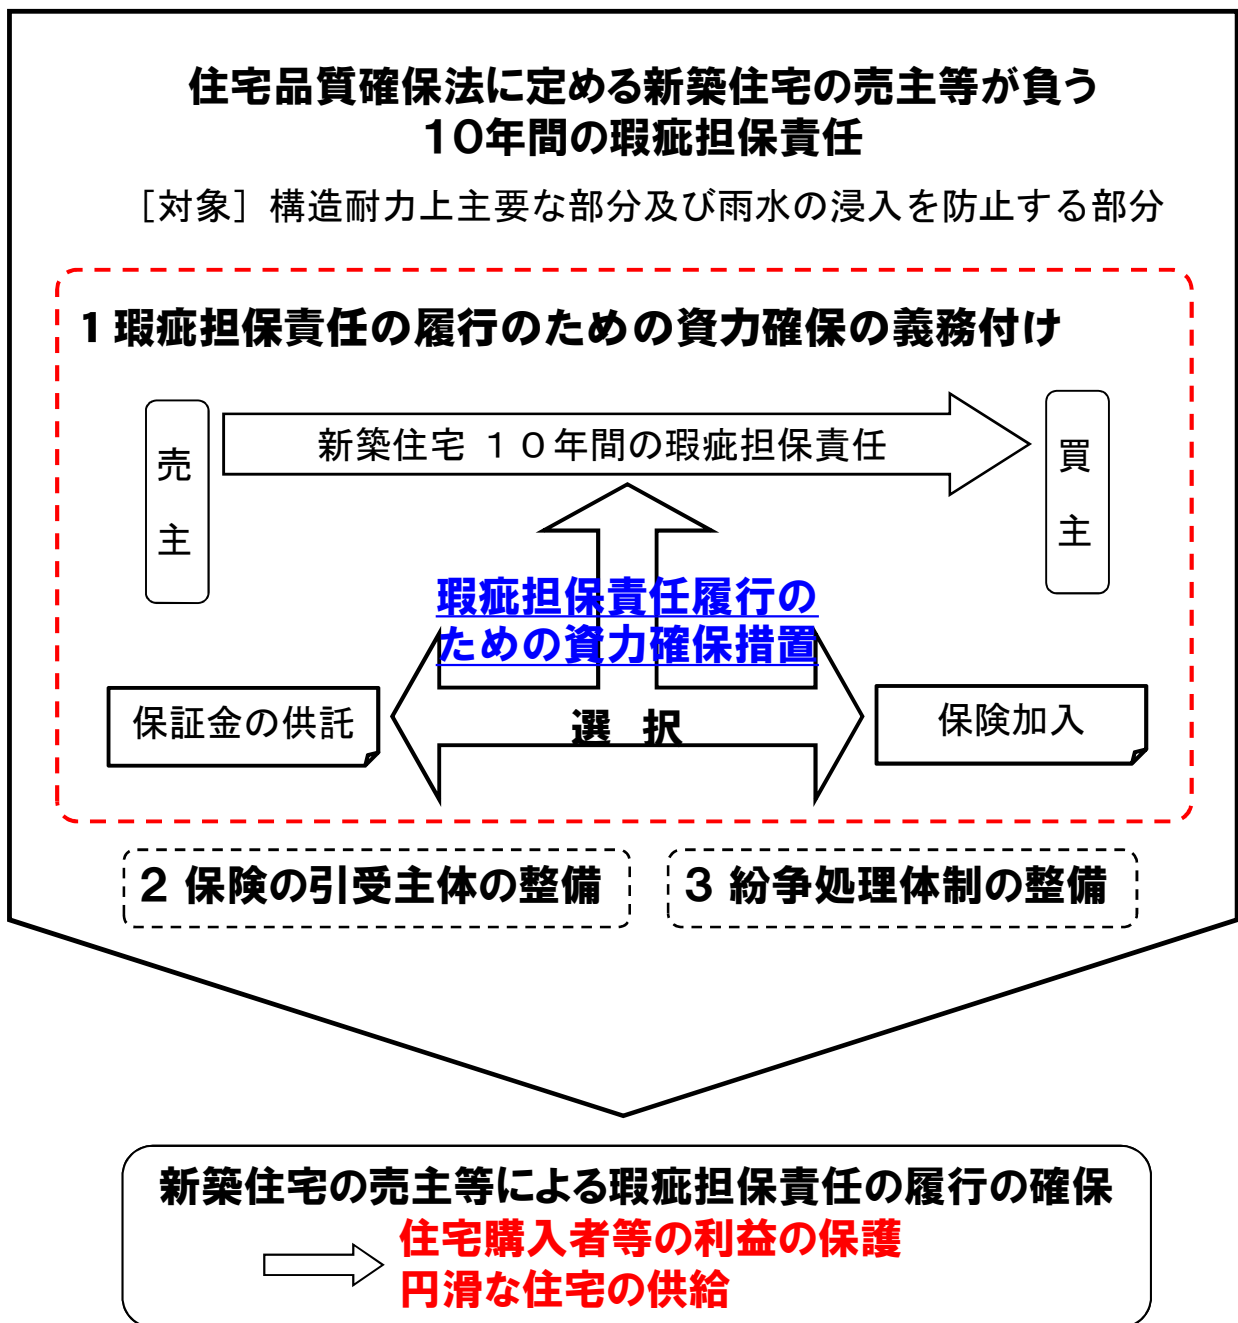 住宅品質確保法に定める新築住宅の売主等が負う
10年間の瑕疵担保責任
［対象］構造耐力上主要な部分及び雨水の浸入を防止する部分
1 瑕疵担保責任の履行のための資力確保の義務付け
売主
新築住宅 １０年間の瑕疵担保責任
買主
瑕疵担保責任履行の
ための資力確保措置
保証金の供託
選 択
保険加入
2 保険の引受主体の整備
3 紛争処理体制の整備
新築住宅の売主等による瑕疵担保責任の履行の確保
住宅購入者等の利益の保護
円滑な住宅の供給